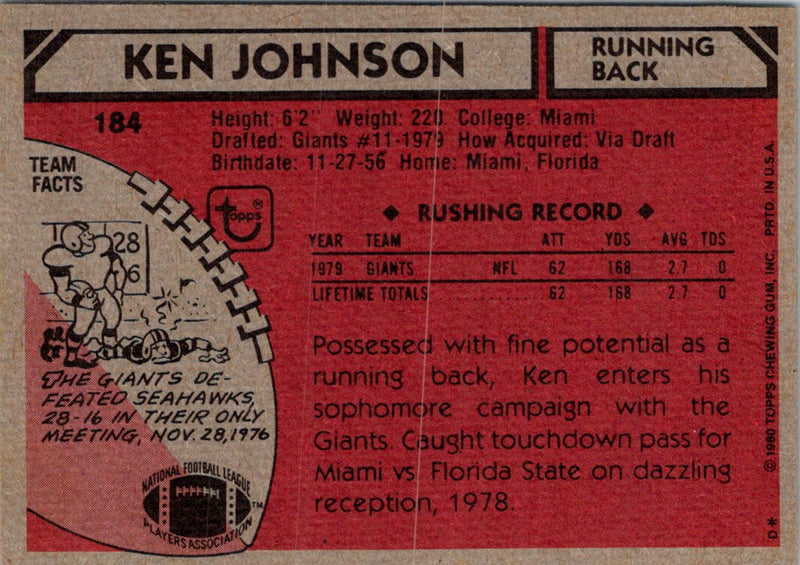 KEN JOHNSON
RUNNING
BACK
184
Height: 6'2" Weight: 220 College: Miami
Drafted: Giants #11-1979 How Acquired: Via Draft
Birthdate: 11-27-56 Home: Miami, Florida
TEAM
FACTS
topps®
◆ RUSHING RECORD ◆
YEAR TEAM ATT YDS AVG TDS
1979 GIANTS NFL 62 168 2.7 0
LIFETIME TOTALS .................. 62 168 2.7 0
28
6
THE GIANTS DE-
FEATED SEAHAWKS,
28-16 IN THEIR ONLY
MEETING, NOV. 28, 1976
Possessed with fine potential as a
running back, Ken enters his
sophomore campaign with the
Giants. Caught touchdown pass for
Miami vs. Florida State on dazzling
reception, 1978.
NATIONAL FOOTBALL LEAGUE
PLAYERS ASSOCIATION
TM
© 1980 TOPPS CHEWING GUM, INC. PRTD. IN U.S.A.
D*